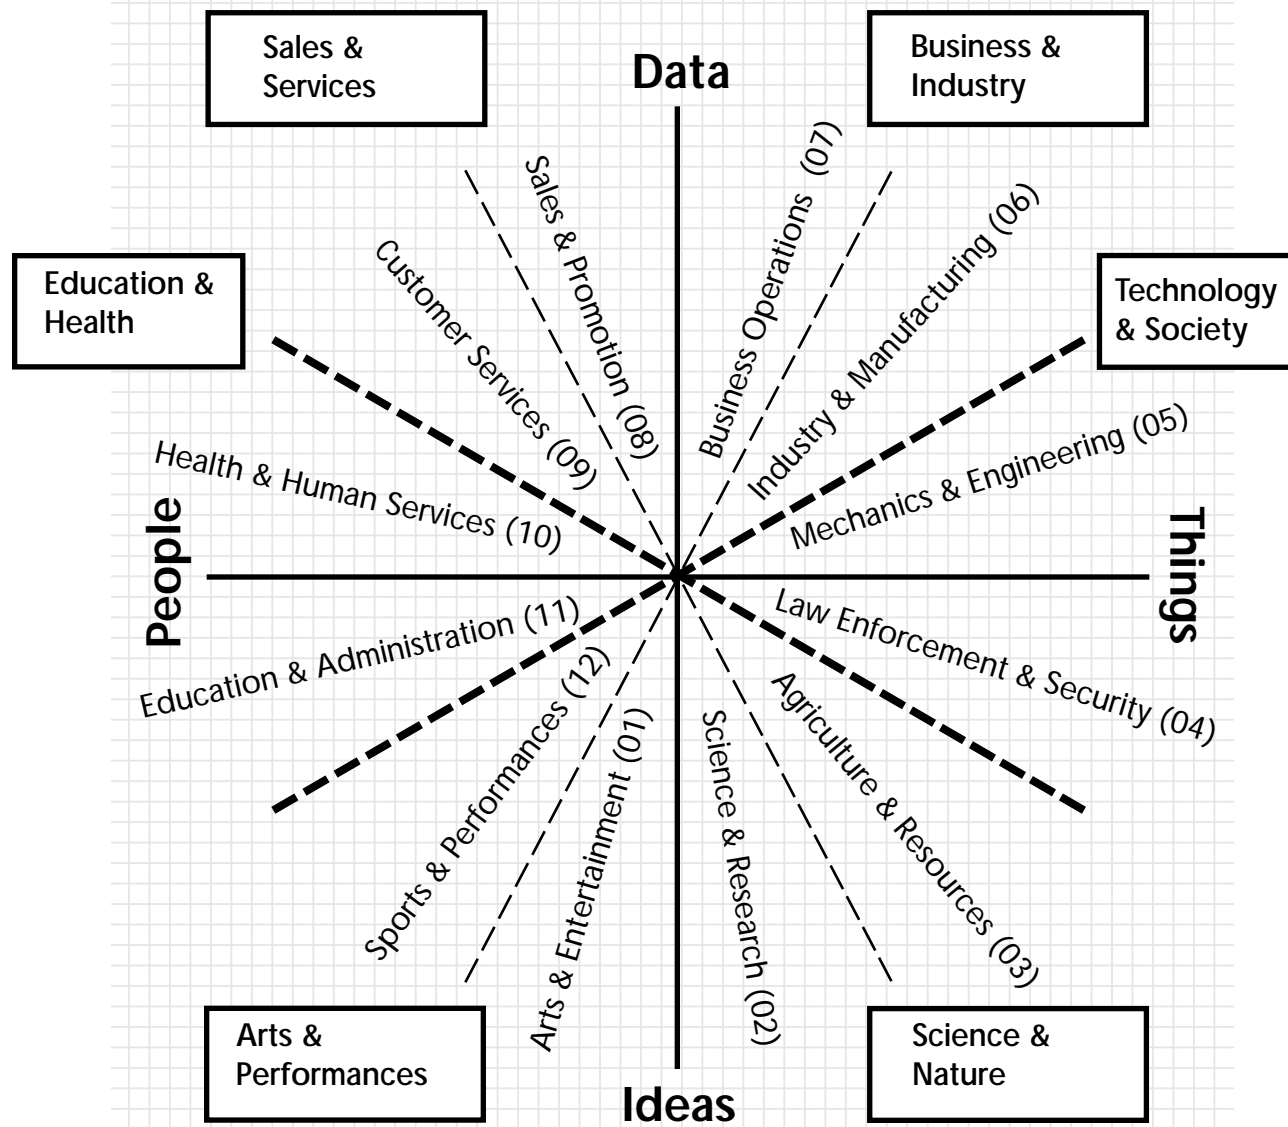 Sales &
Services
Data
Business &
Industry
Sales & Promotion (08)
Business Operations (07)
Customer Services (09)
Industry & Manufacturing (06)
Education &
Health
Technology
& Society
Health & Human Services (10)
Mechanics & Engineering (05)
People
Things
Education & Administration (11)
Law Enforcement & Security (04)
Sports & Performances (12)
Agriculture & Resources (03)
Arts & Entertainment (01)
Science & Research (02)
Arts &
Performances
Ideas
Science &
Nature